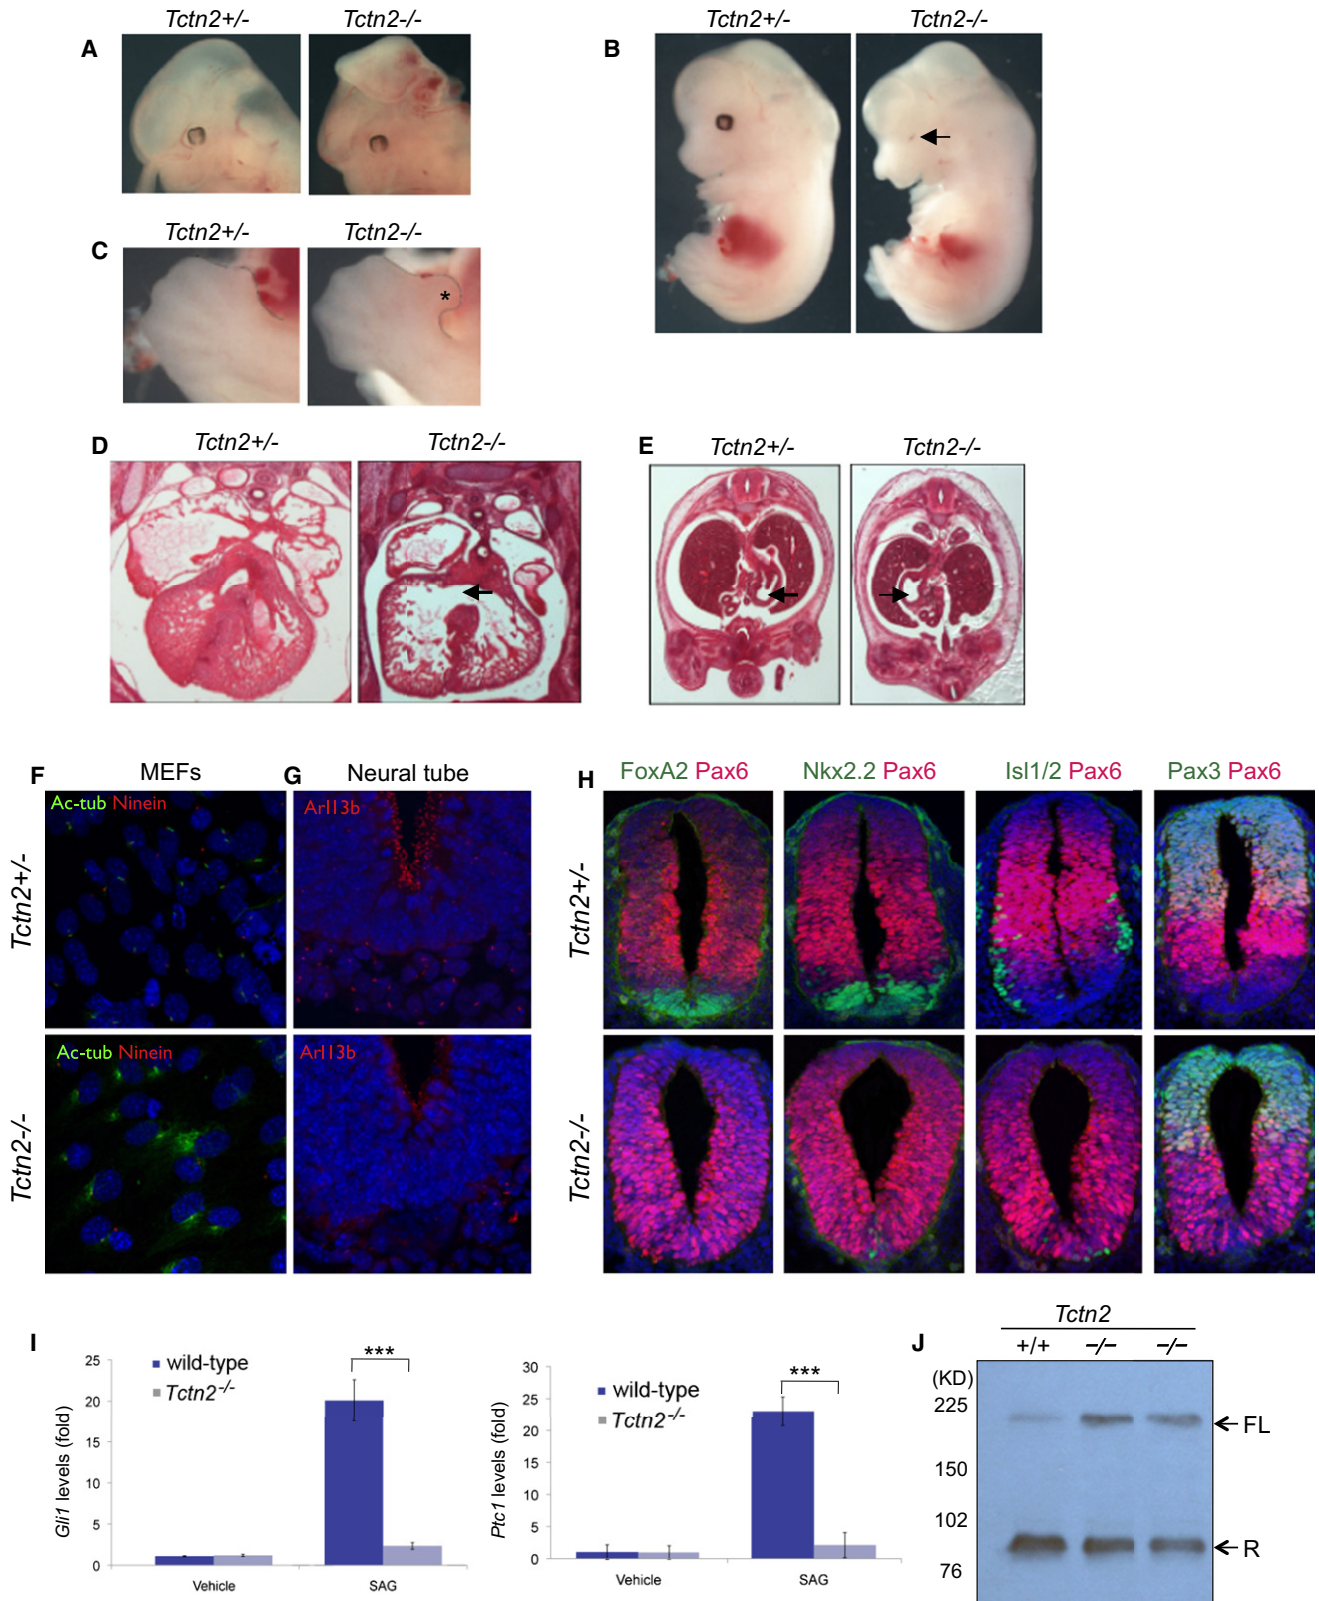 Tctn2+/- Tctn2-/-
A
Tctn2+/- Tctn2-/-
B
Tctn2+/- Tctn2-/-
C
*
Tctn2+/- Tctn2-/-
D
Tctn2+/- Tctn2-/-
E
F MEFs
Ac-tub Ninein
Tctn2+/-
Ac-tub Ninein
Tctn2-/-
G Neural tube
Arl13b
Arl13b
H FoxA2 Pax6 Nkx2.2 Pax6 Isl1/2 Pax6 Pax3 Pax6
Tctn2+/-
Tctn2-/-
I
Gli1 levels (fold)
25
20
15
10
5
0
wild-type
Tctn2-/-
***
Vehicle SAG
Ptc1 levels (fold)
30
25
20
15
10
5
0
wild-type
Tctn2-/-
***
Vehicle SAG
J
Tctn2
+/+ -/- -/-
(KD)
225
FL
150
102
R
76